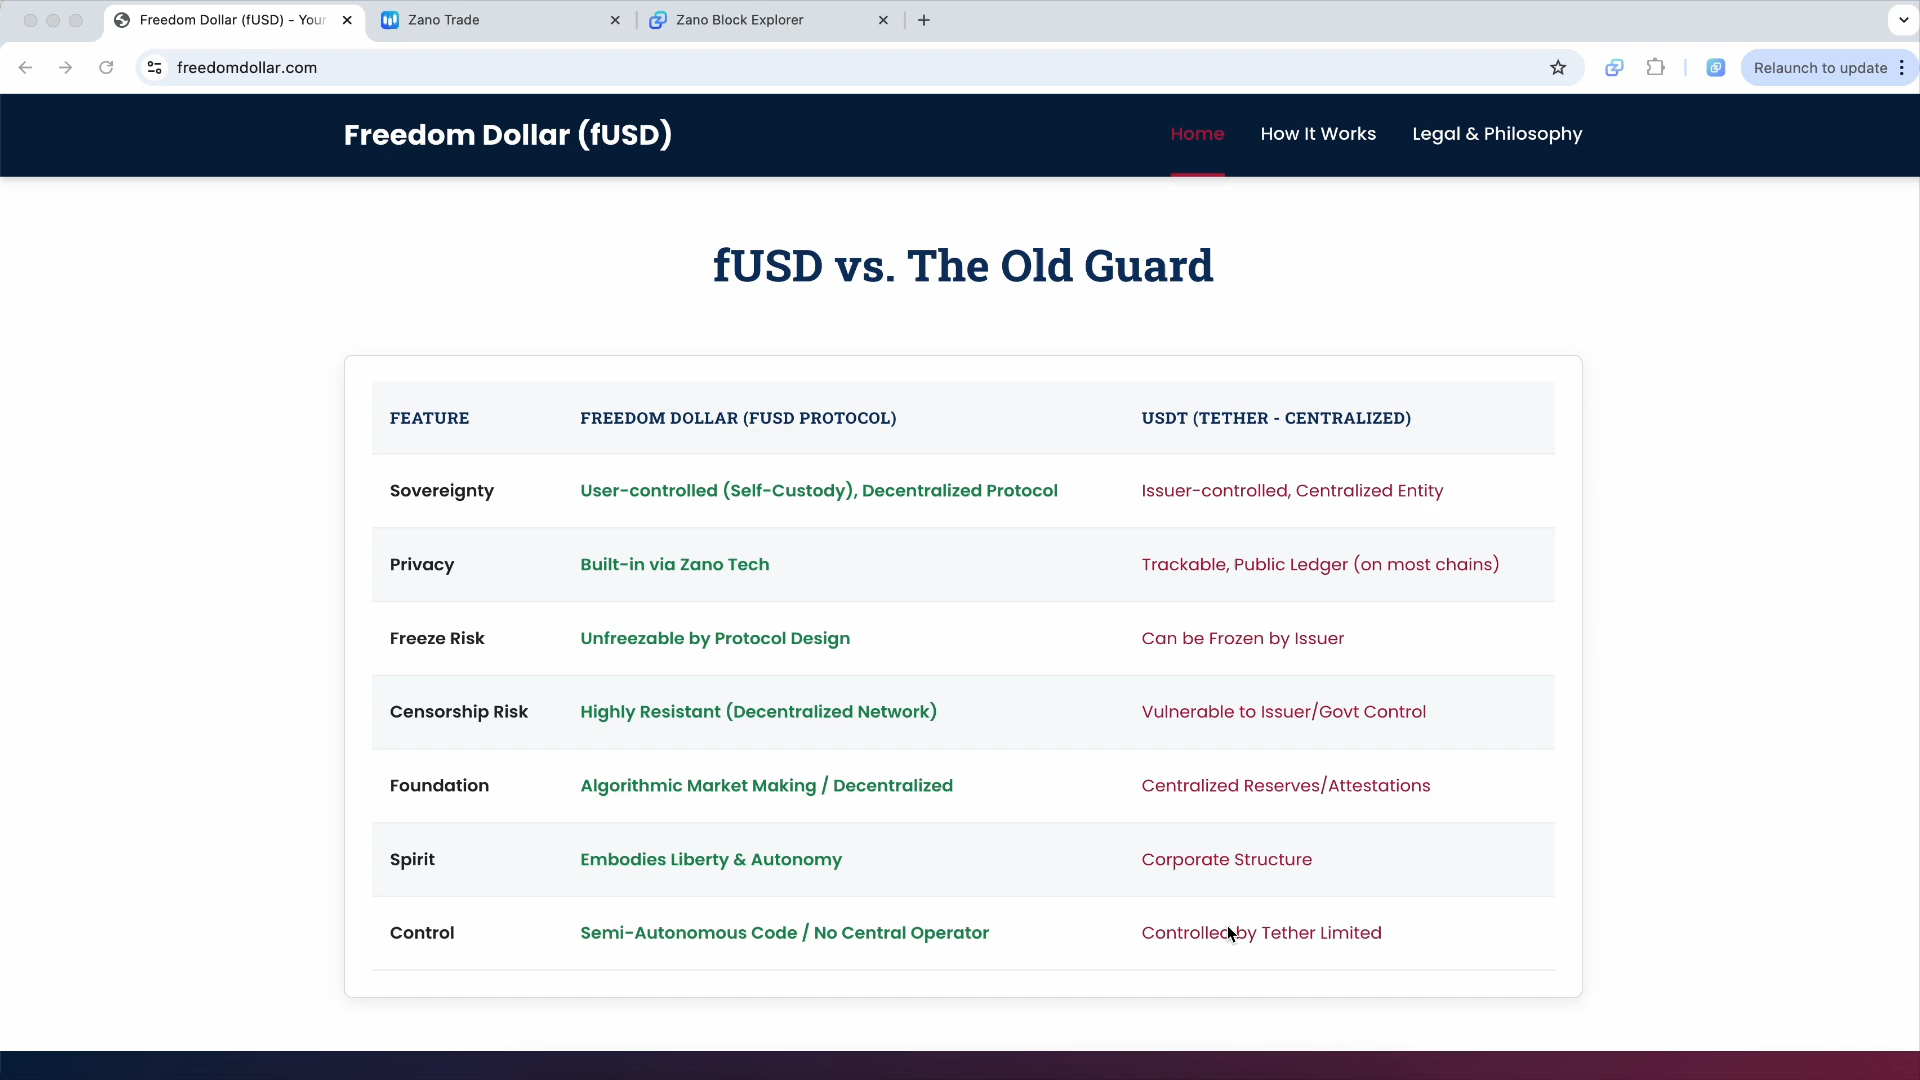 Freedom Dollar (fUSD) - Your
Zano Trade
Zano Block Explorer
freedomdollar.com
Relaunch to update
Freedom Dollar (fUSD)
Home
How It Works
Legal & Philosophy
fUSD vs. The Old Guard
FEATURE
FREEDOM DOLLAR (FUSD PROTOCOL)
USDT (TETHER - CENTRALIZED)
Sovereignty
User-controlled (Self-Custody), Decentralized Protocol
Issuer-controlled, Centralized Entity
Privacy
Built-in via Zano Tech
Trackable, Public Ledger (on most chains)
Freeze Risk
Unfreezable by Protocol Design
Can be Frozen by Issuer
Censorship Risk
Highly Resistant (Decentralized Network)
Vulnerable to Issuer/Govt Control
Foundation
Algorithmic Market Making / Decentralized
Centralized Reserves/Attestations
Spirit
Embodies Liberty & Autonomy
Corporate Structure
Control
Semi-Autonomous Code / No Central Operator
Controlled by Tether Limited